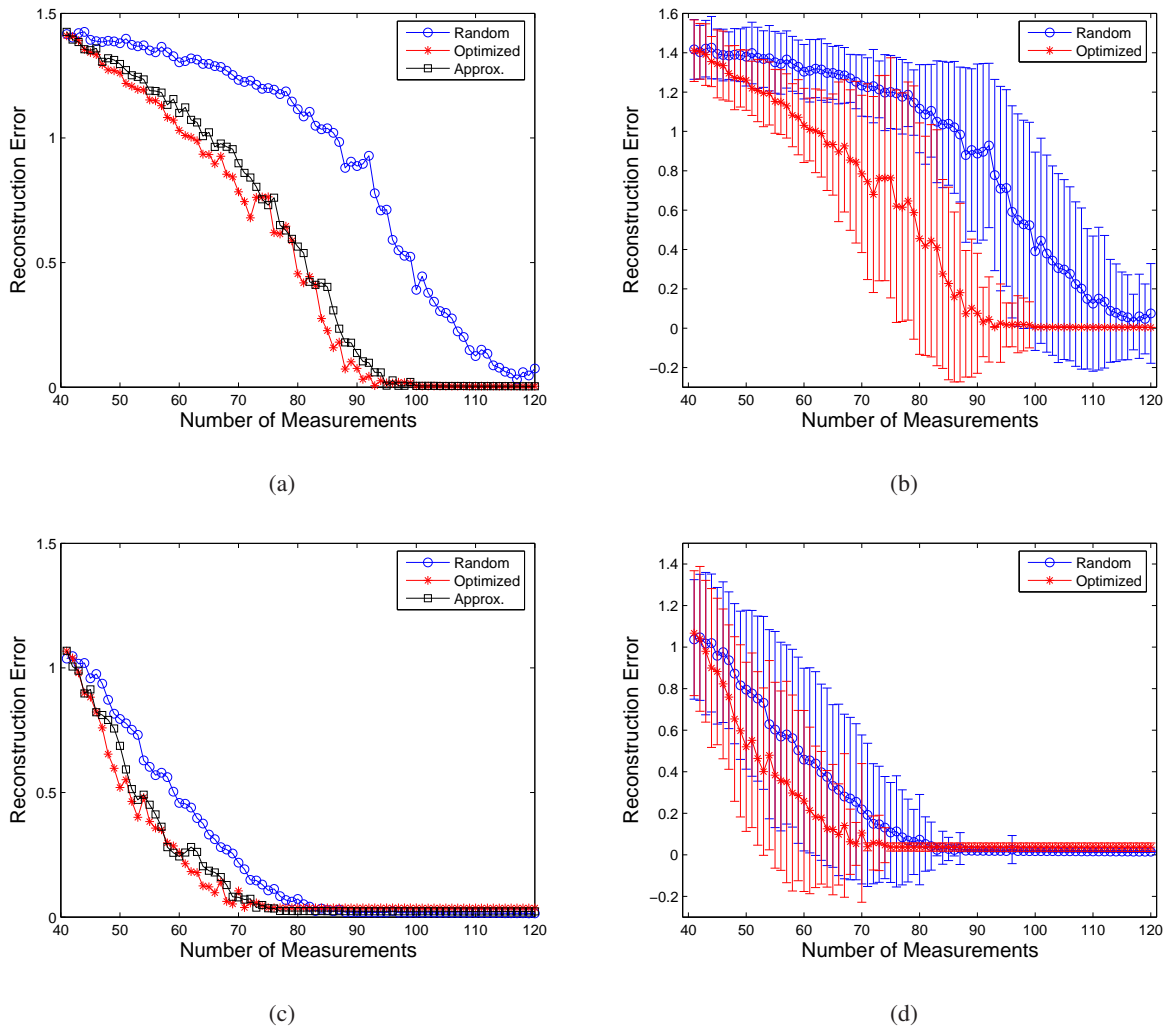 1.5
1
0.5
0
40 50 60 70 80 90 100 110 120
Reconstruction Error
Number of Measurements
Random
Optimized
Approx.
(a)
1.6
1.4
1.2
1
0.8
0.6
0.4
0.2
0
−0.2
40 50 60 70 80 90 100 110 120
Reconstruction Error
Number of Measurements
Random
Optimized
(b)
1.5
1
0.5
0
40 50 60 70 80 90 100 110 120
Reconstruction Error
Number of Measurements
Random
Optimized
Approx.
(c)
1.4
1.2
1
0.8
0.6
0.4
0.2
0
−0.2
40 50 60 70 80 90 100 110 120
Reconstruction Error
Number of Measurements
Random
Optimized
(d)